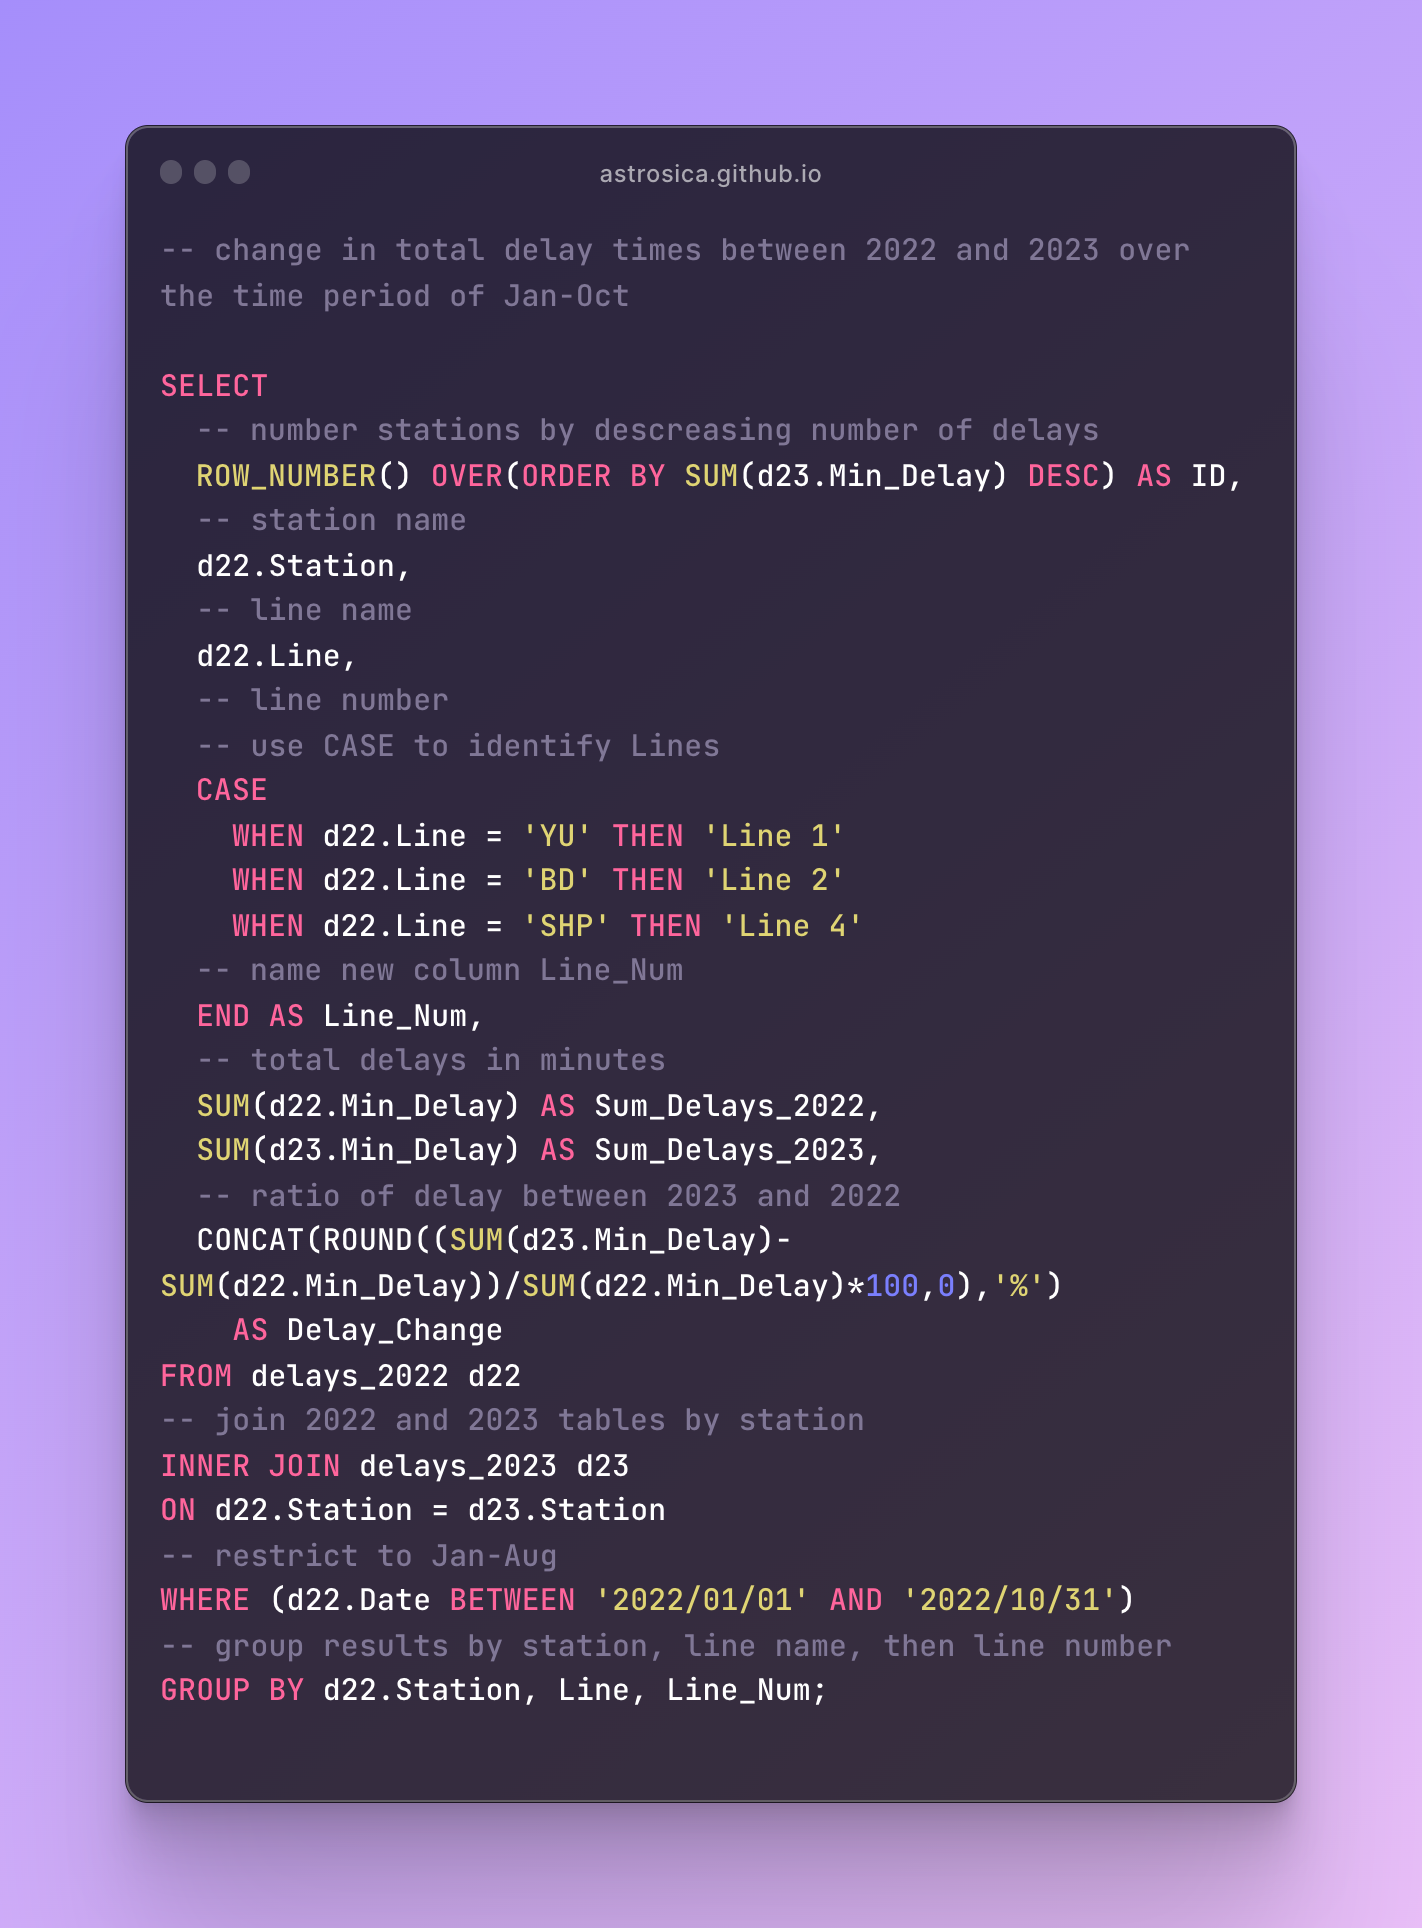 astrosica.github.io
-- change in total delay times between 2022 and 2023 over
the time period of Jan-Oct
SELECT
-- number stations by descreasing number of delays
ROW_NUMBER() OVER(ORDER BY SUM(d23.Min_Delay) DESC) AS ID,
-- station name
d22.Station,
-- line name
d22.Line,
-- line number
-- use CASE to identify Lines
CASE
WHEN d22.Line = 'YU' THEN 'Line 1'
WHEN d22.Line = 'BD' THEN 'Line 2'
WHEN d22.Line = 'SHP' THEN 'Line 4'
-- name new column Line_Num
END AS Line_Num,
-- total delays in minutes
SUM(d22.Min_Delay) AS Sum_Delays_2022,
SUM(d23.Min_Delay) AS Sum_Delays_2023,
-- ratio of delay between 2023 and 2022
CONCAT(ROUND((SUM(d23.Min_Delay)-
SUM(d22.Min_Delay))/SUM(d22.Min_Delay)*100,0),'%')
AS Delay_Change
FROM delays_2022 d22
-- join 2022 and 2023 tables by station
INNER JOIN delays_2023 d23
ON d22.Station = d23.Station
-- restrict to Jan-Aug
WHERE (d22.Date BETWEEN '2022/01/01' AND '2022/10/31')
-- group results by station, line name, then line number
GROUP BY d22.Station, Line, Line_Num;